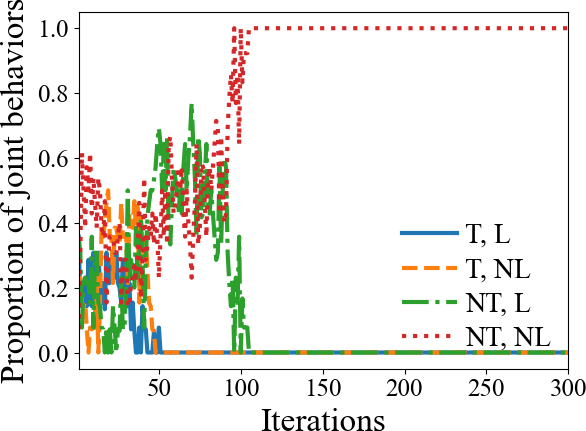 Proportion of joint behaviors
1.0
0.8
0.6
0.4
0.2
0.0
T, L
T, NL
NT, L
NT, NL
50
100
150
200
250
300
Iterations